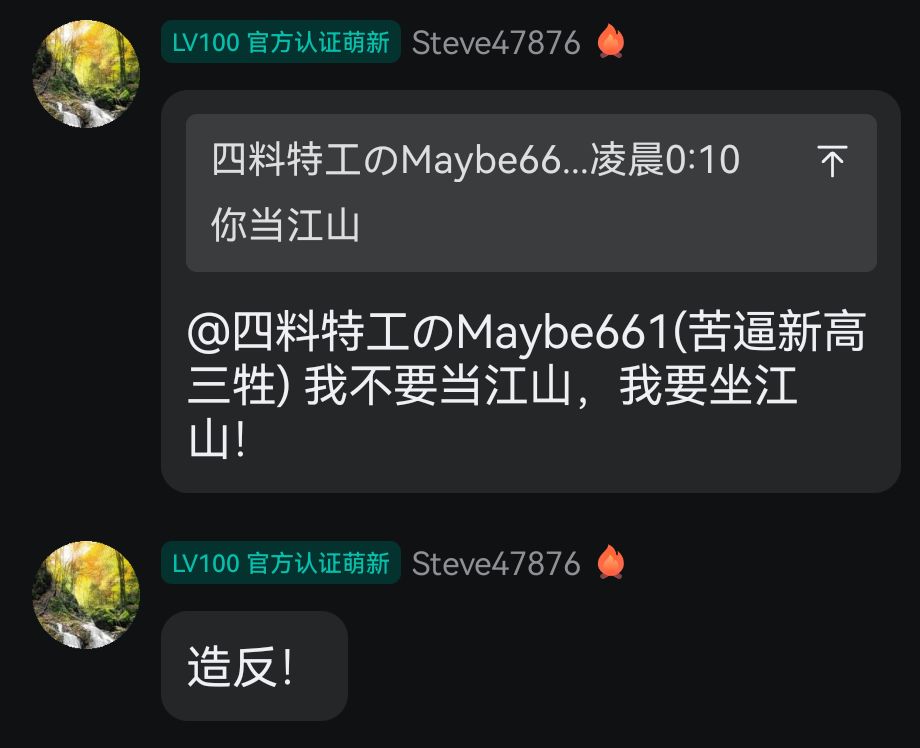 LV100 官方认证萌新 Steve47876
四料特工のMaybe66...凌晨0:10
你当江山
@四料特工のMaybe661(苦逼新高
三牲) 我不要当江山，我要坐江
山！
LV100 官方认证萌新 Steve47876
造反！